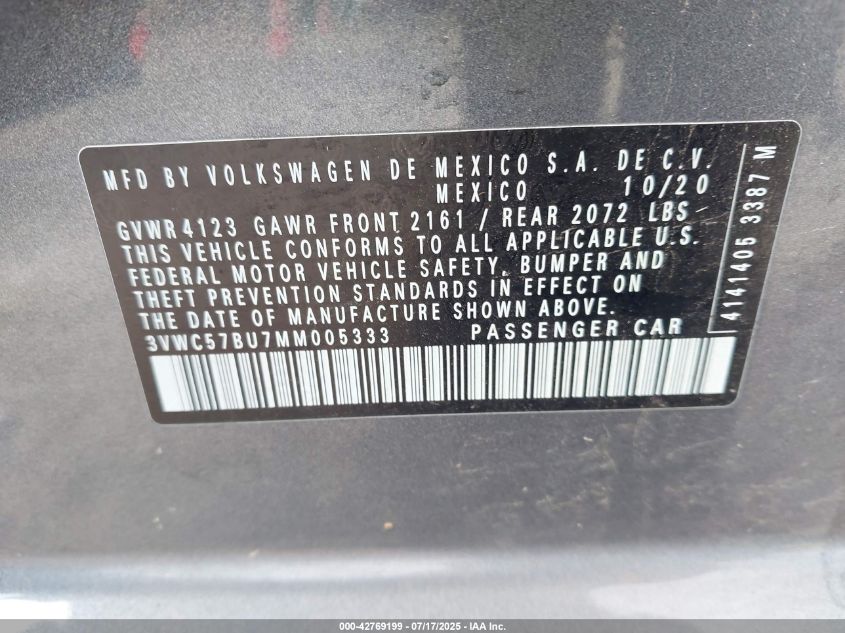 MFD BY VOLKSWAGEN DE MEXICO S.A. DE C.V.
MEXICO 10/20
GVWR 4123 GAWR FRONT 2161 / REAR 2072 LBS
THIS VEHICLE CONFORMS TO ALL APPLICABLE U.S.
FEDERAL MOTOR VEHICLE SAFETY, BUMPER AND
THEFT PREVENTION STANDARDS IN EFFECT ON
THE DATE OF MANUFACTURE SHOWN ABOVE.
3VWC57BU7MM005333 PASSENGER CAR
4141405 3387 M
000-42769199 - 07/17/2025 - IAA Inc.